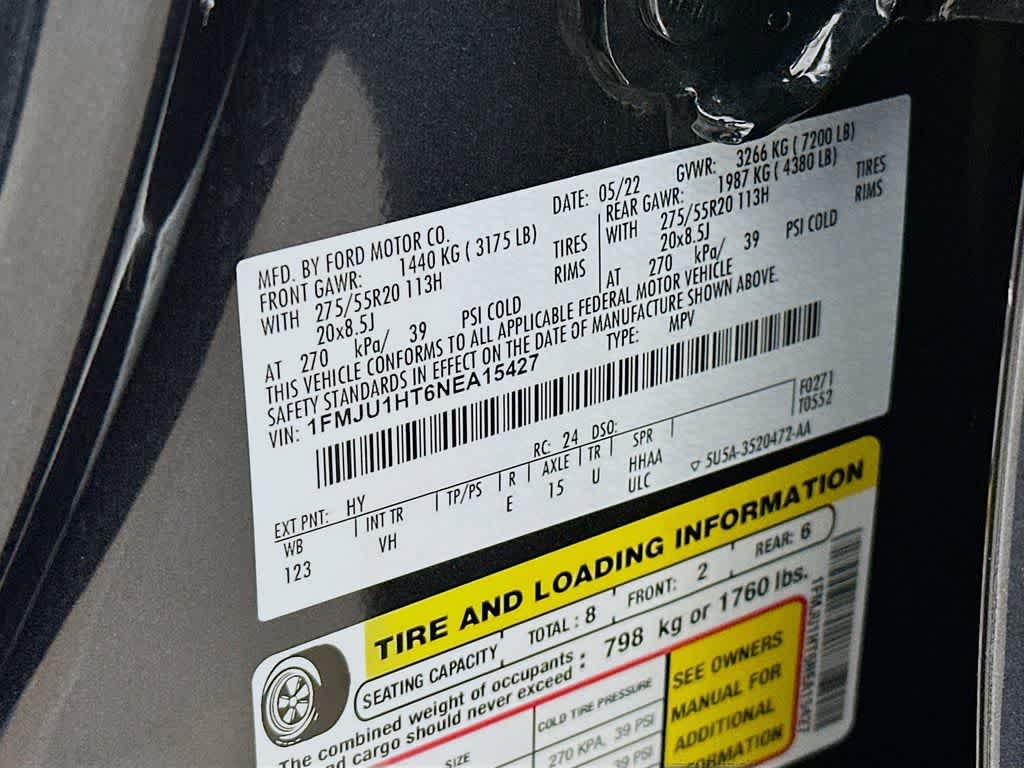 MFD. BY FORD MOTOR CO.
DATE: 05/22 GVWR: 3266 KG ( 7200 LB)
FRONT GAWR: 1440 KG ( 3175 LB)
WITH 275/55R20 113H TIRES
20x8.5J RIMS
AT 270 kPa/ 39 PSI COLD
REAR GAWR: 1987 KG ( 4380 LB)
WITH 275/55R20 113H TIRES
20x8.5J RIMS
AT 270 kPa/ 39 PSI COLD
THIS VEHICLE CONFORMS TO ALL APPLICABLE FEDERAL MOTOR VEHICLE
SAFETY STANDARDS IN EFFECT ON THE DATE OF MANUFACTURE SHOWN ABOVE.
VIN: 1FMJU1HT6NEA15427 TYPE: MPV
F0271
T0552
EXT PNT: HY RC: 24 DSO:
WB INT TR TP/PS R AXLE TR SPR
123 VH E 15 U HHAA
ULC
5U5A-3520472-AA
TIRE AND LOADING INFORMATION
SEATING CAPACITY TOTAL : 8 FRONT: 2 REAR: 6
The combined weight of occupants
and cargo should never exceed : 798 kg or 1760 lbs.
SIZE COLD TIRE PRESSURE
270 KPA, 39 PSI
39 PSI
SEE OWNERS
MANUAL FOR
ADDITIONAL
INFORMATION
1FMJU1HT6NEA15427